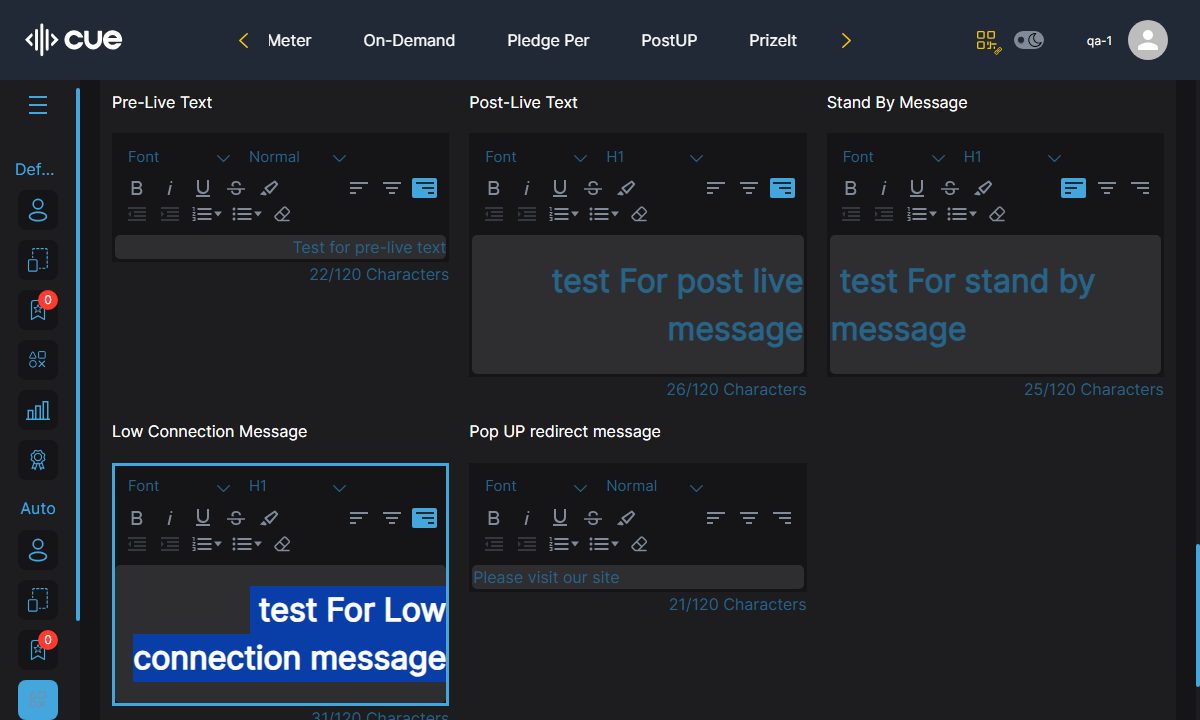 cue
Meter
On-Demand
Pledge Per
PostUP
PrizeIt
qa-1
Def...
0
Auto
0
Pre-Live Text
Font
Normal
Test for pre-live text
22/120 Characters
Post-Live Text
Font
H1
test For post live
message
26/120 Characters
Stand By Message
Font
H1
test For stand by
message
25/120 Characters
Low Connection Message
Font
H1
test For Low
connection message
31/120 Characters
Pop UP redirect message
Font
Normal
Please visit our site
21/120 Characters